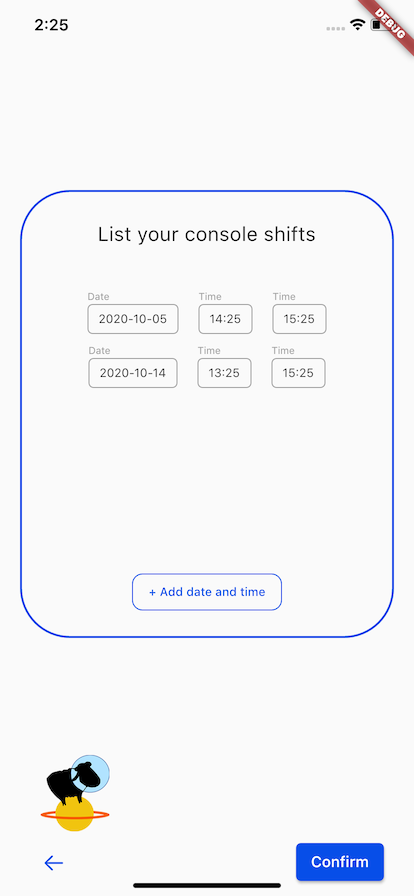 2:25
DEBUG
List your console shifts
Date Time Time
2020-10-05 14:25 15:25
Date Time Time
2020-10-14 13:25 15:25
+ Add date and time
Confirm